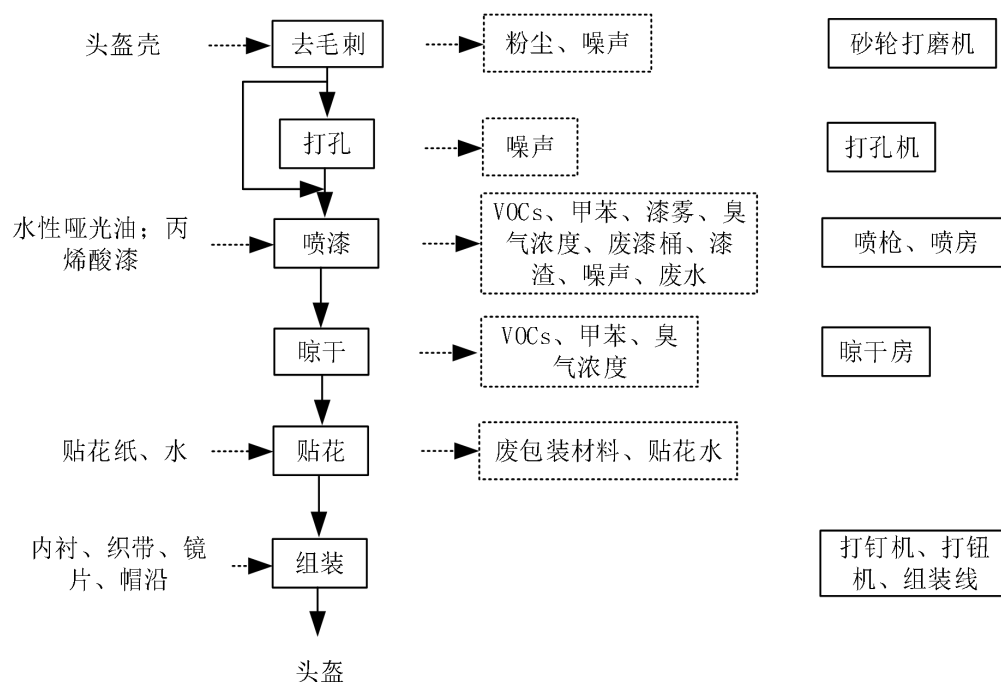 头盔壳
去毛刺
粉尘、噪声
砂轮打磨机
打孔
噪声
打孔机
水性哑光油；丙
烯酸漆
喷漆
VOCs、甲苯、漆雾、臭
气浓度、废漆桶、漆
渣、噪声、废水
喷枪、喷房
晾干
VOCs、甲苯、臭
气浓度
晾干房
贴花纸、水
贴花
废包装材料、贴花水
内衬、织带、镜
片、帽沿
组装
打钉机、打钮
机、组装线
头盔